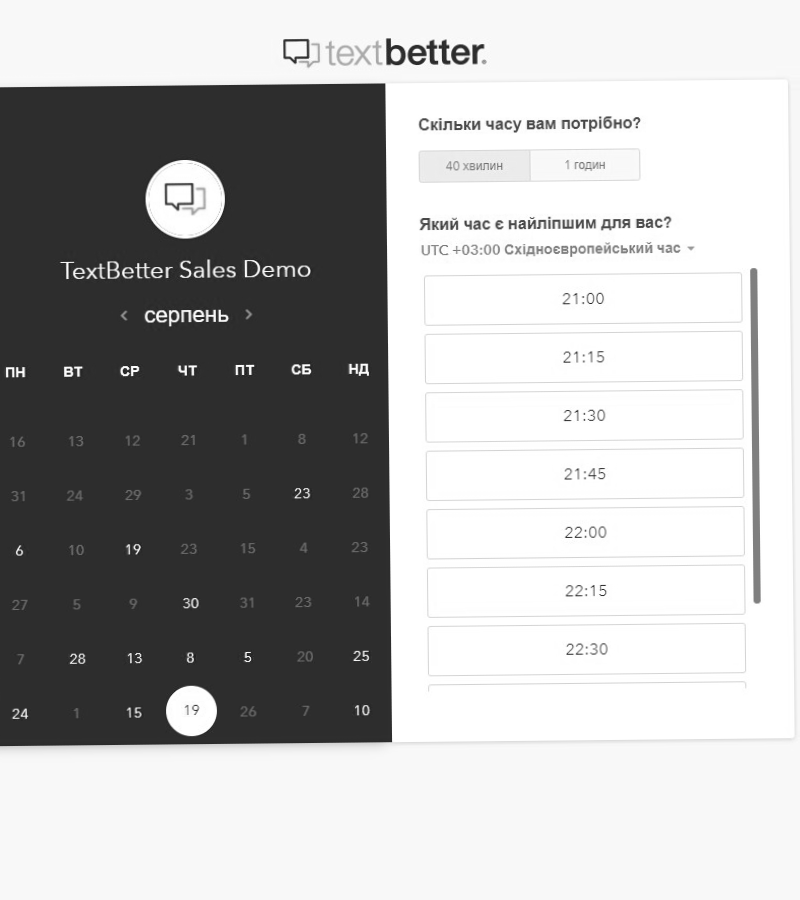 textbetter.
TextBetter Sales Demo
серпень
ПН ВТ СР ЧТ ПТ СБ НД
16 13 12 21 1 8 12
31 24 29 3 5 23 28
6 10 19 23 15 4 23
27 5 9 30 31 23 14
7 28 13 8 5 20 25
24 1 15 19 26 7 10
Скільки часу вам потрібно?
40 хвилин 1 годин
Який час є найліпшим для вас?
UTC +03:00 Східноєвропейський час
21:00
21:15
21:30
21:45
22:00
22:15
22:30